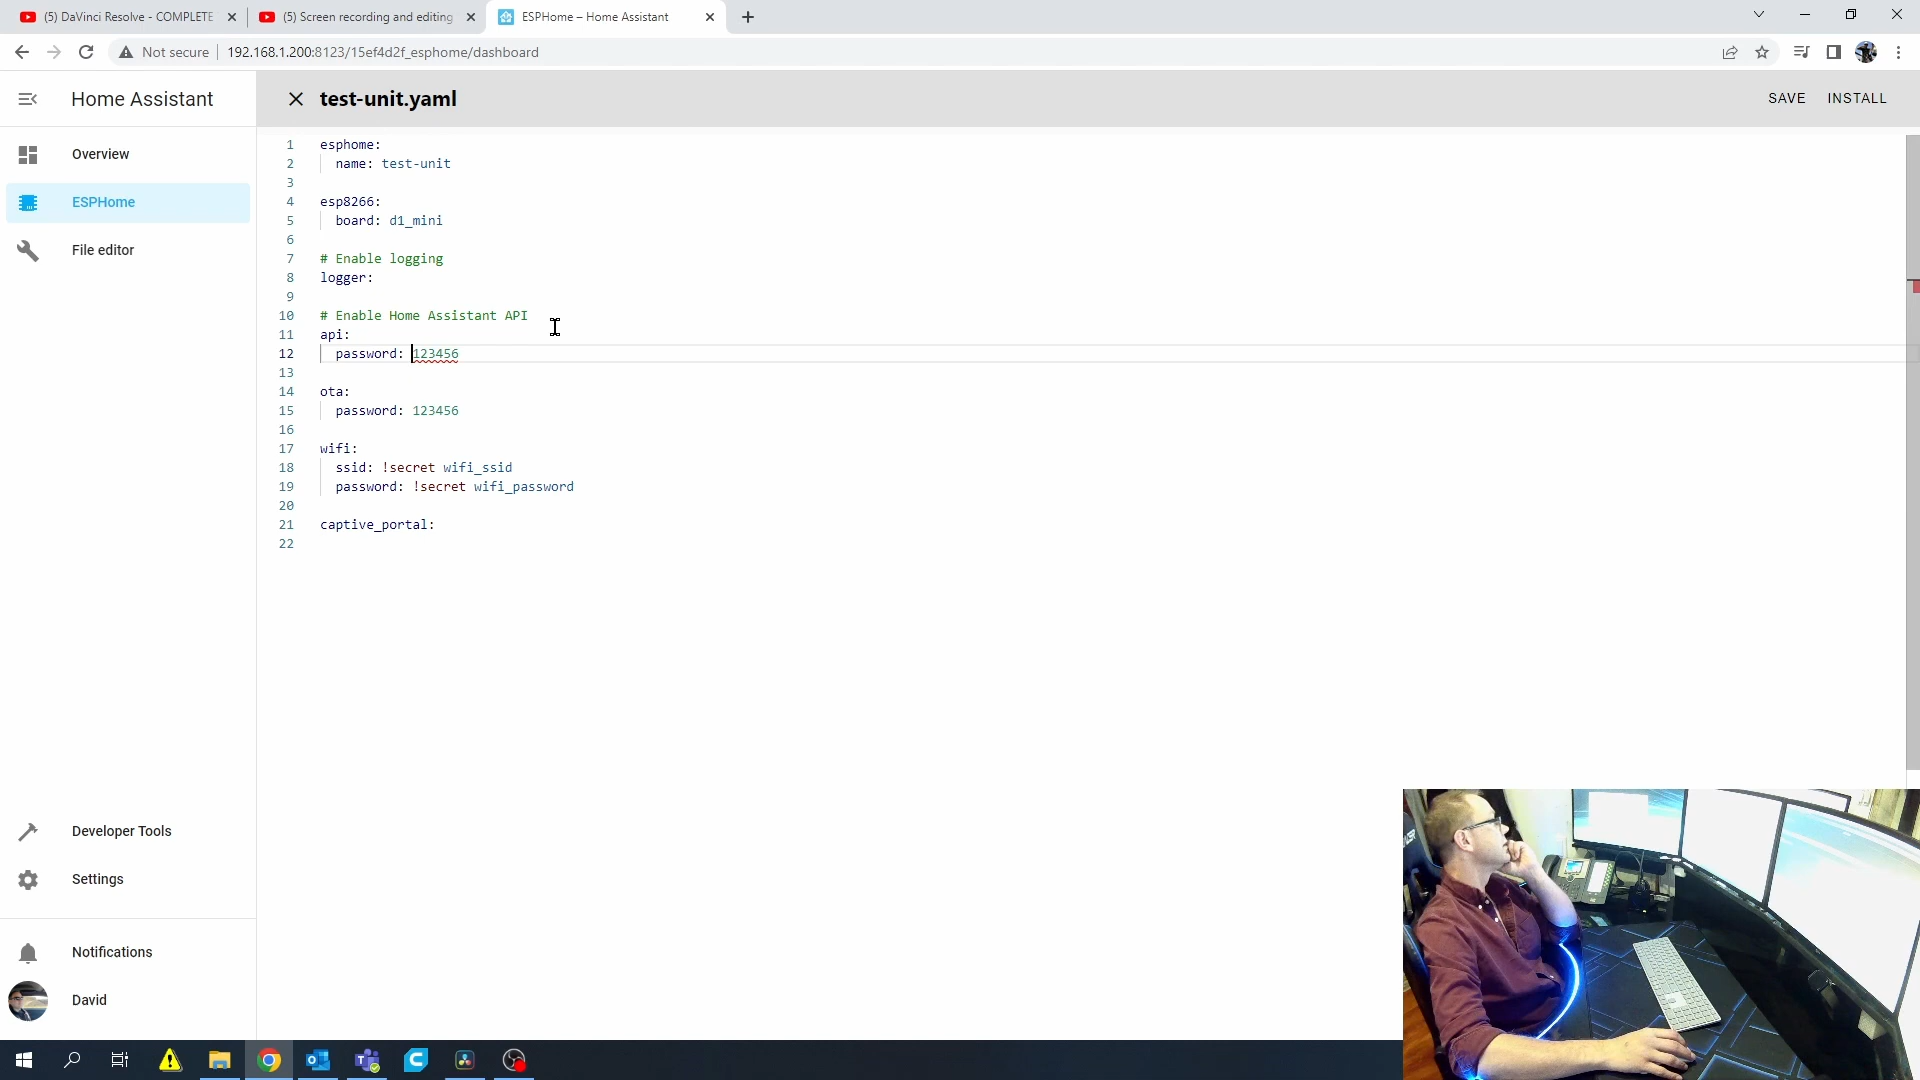 (5) DaVinci Resolve - COMPLETE
(5) Screen recording and editing
ESPHome – Home Assistant
Not secure
192.168.1.200:8123/15ef4d2f_esphome/dashboard
Home Assistant
test-unit.yaml
SAVE
INSTALL
Overview
ESPHome
File editor
1 esphome:
2 name: test-unit
3
4 esp8266:
5 board: d1_mini
6
7 # Enable logging
8 logger:
9
10 # Enable Home Assistant API
11 api:
12 password: 123456
13
14 ota:
15 password: 123456
16
17 wifi:
18 ssid: !secret wifi_ssid
19 password: !secret wifi_password
20
21 captive_portal:
22
Developer Tools
Settings
Notifications
David